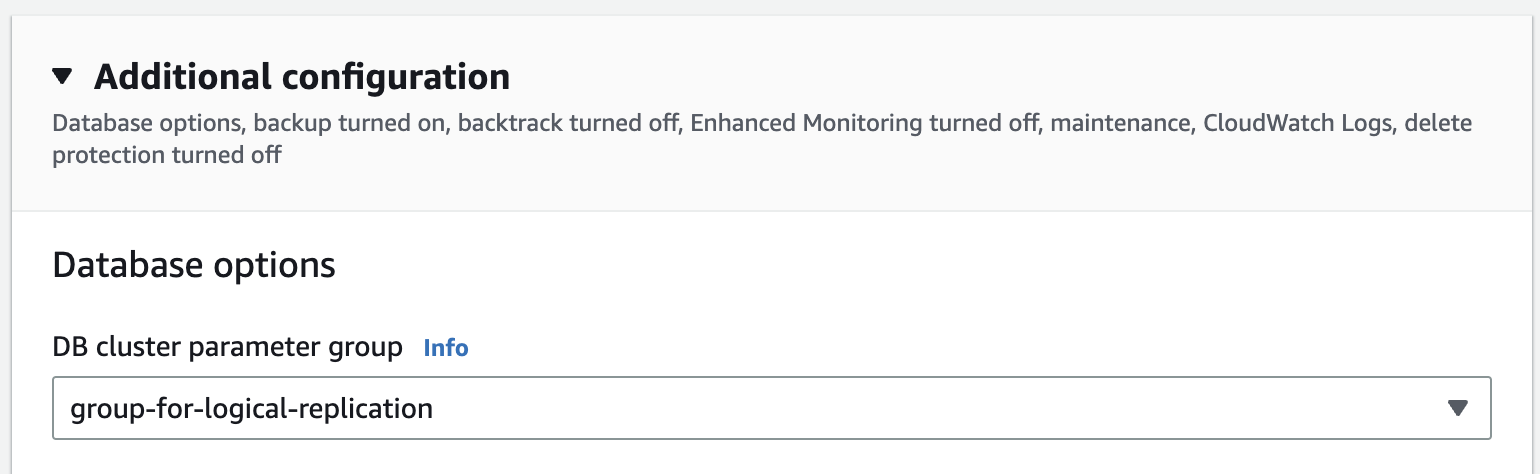 Additional configuration
Database options, backup turned on, backtrack turned off, Enhanced Monitoring turned off, maintenance, CloudWatch Logs, delete
protection turned off
Database options
DB cluster parameter group Info
group-for-logical-replication